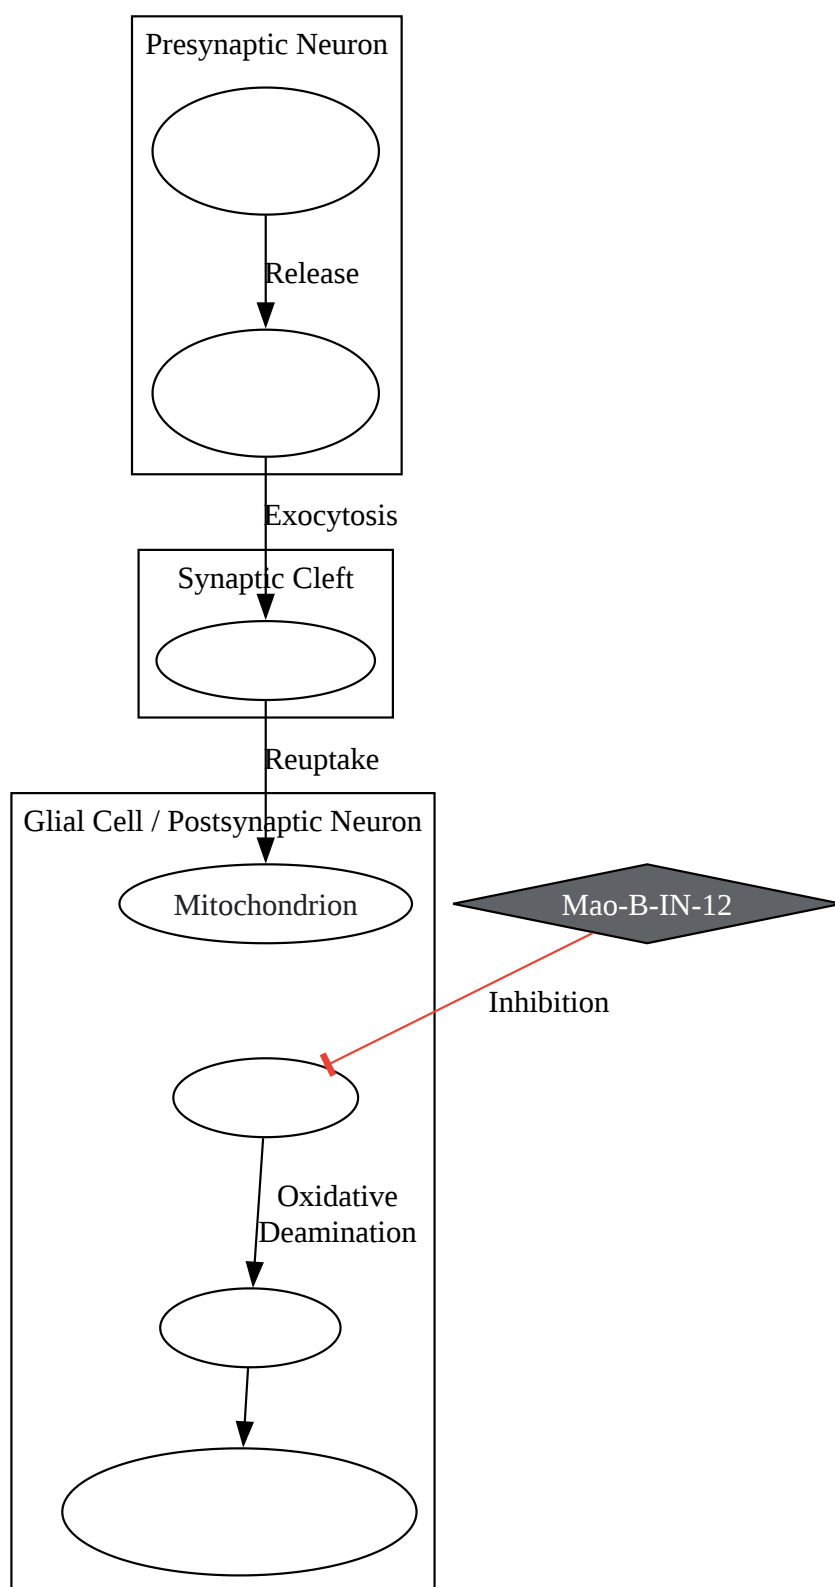 Presynaptic Neuron
Release
Exocytosis
Synaptic Cleft
Reuptake
Glial Cell / Postsynaptic Neuron
Mitochondrion
Mao-B-IN-12
Inhibition
Oxidative
Deamination